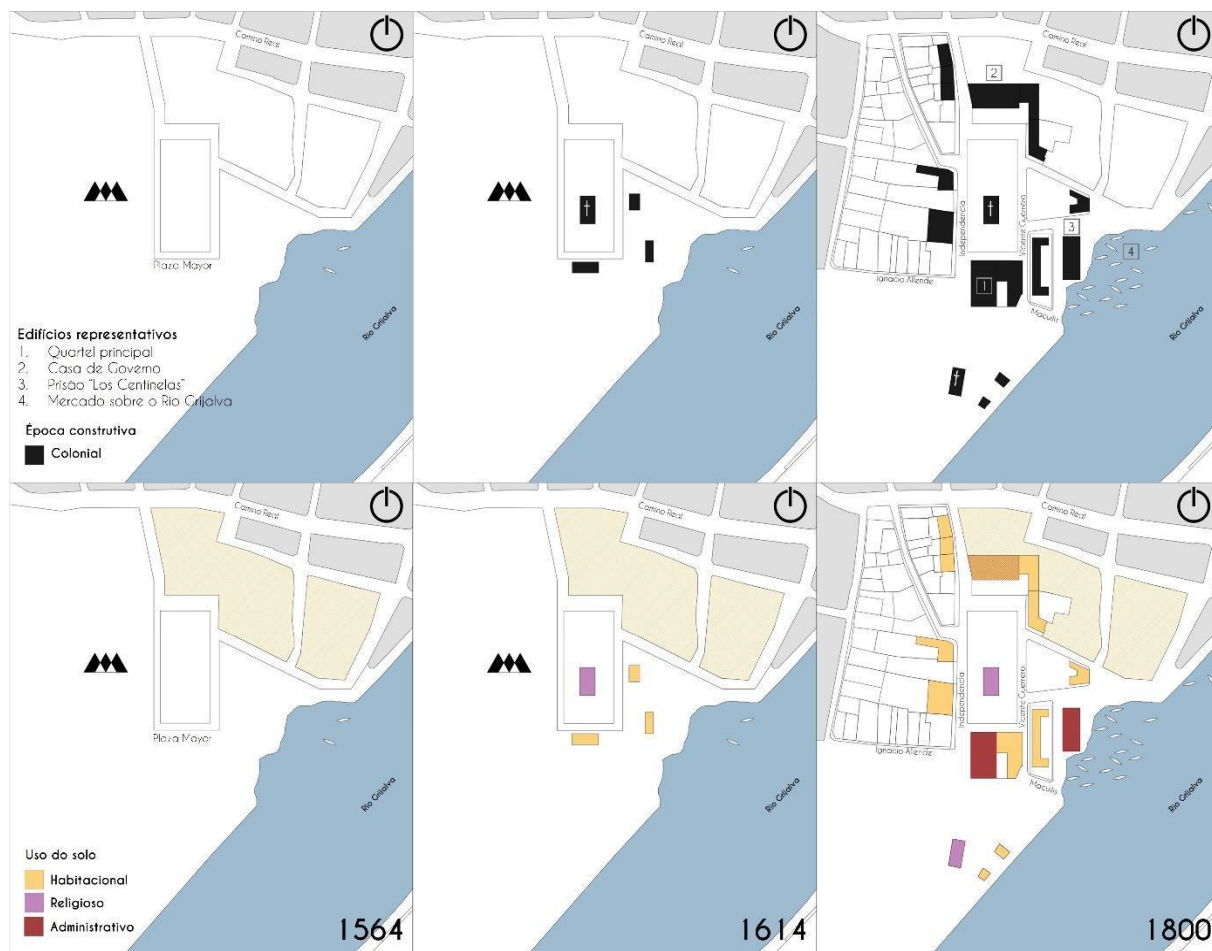 Camino Real
Plaza Mayor
Rio Grijalva
Edifícios representativos
1. Quartel principal
2. Casa de Governo
3. Prisão "Los Centinelas"
4. Mercado sobre o Rio Grijalva
Época construtiva
Colonial
Camino Real
Rio Grijalva
Camino Real
2
Independencia
Vicente Guerrero
3
4
Ignacio Allende
1
Macuilis
Rio Grijalva
Camino Real
Plaza Mayor
Rio Grijalva
Uso do solo
Habitacional
Religioso
Administrativo
1564
Camino Real
Rio Grijalva
1614
Camino Real
Independencia
Vicente Guerrero
Ignacio Allende
Macuilis
Rio Grijalva
1800